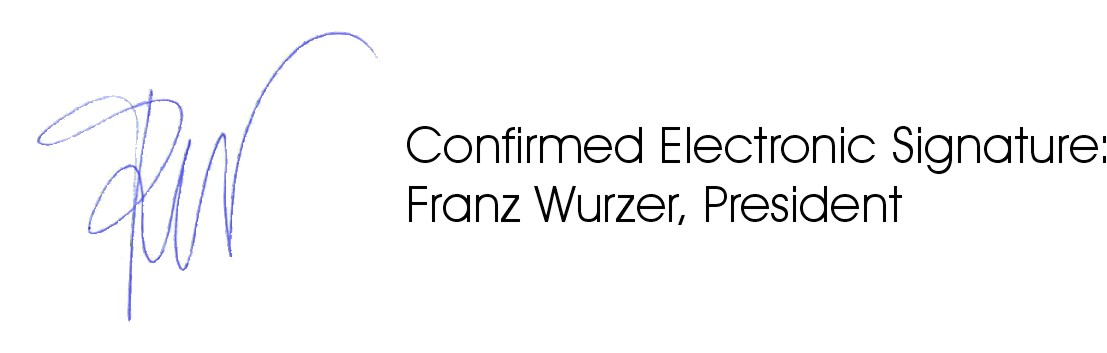 Confirmed Electronic Signature:
Franz Wurzer, President